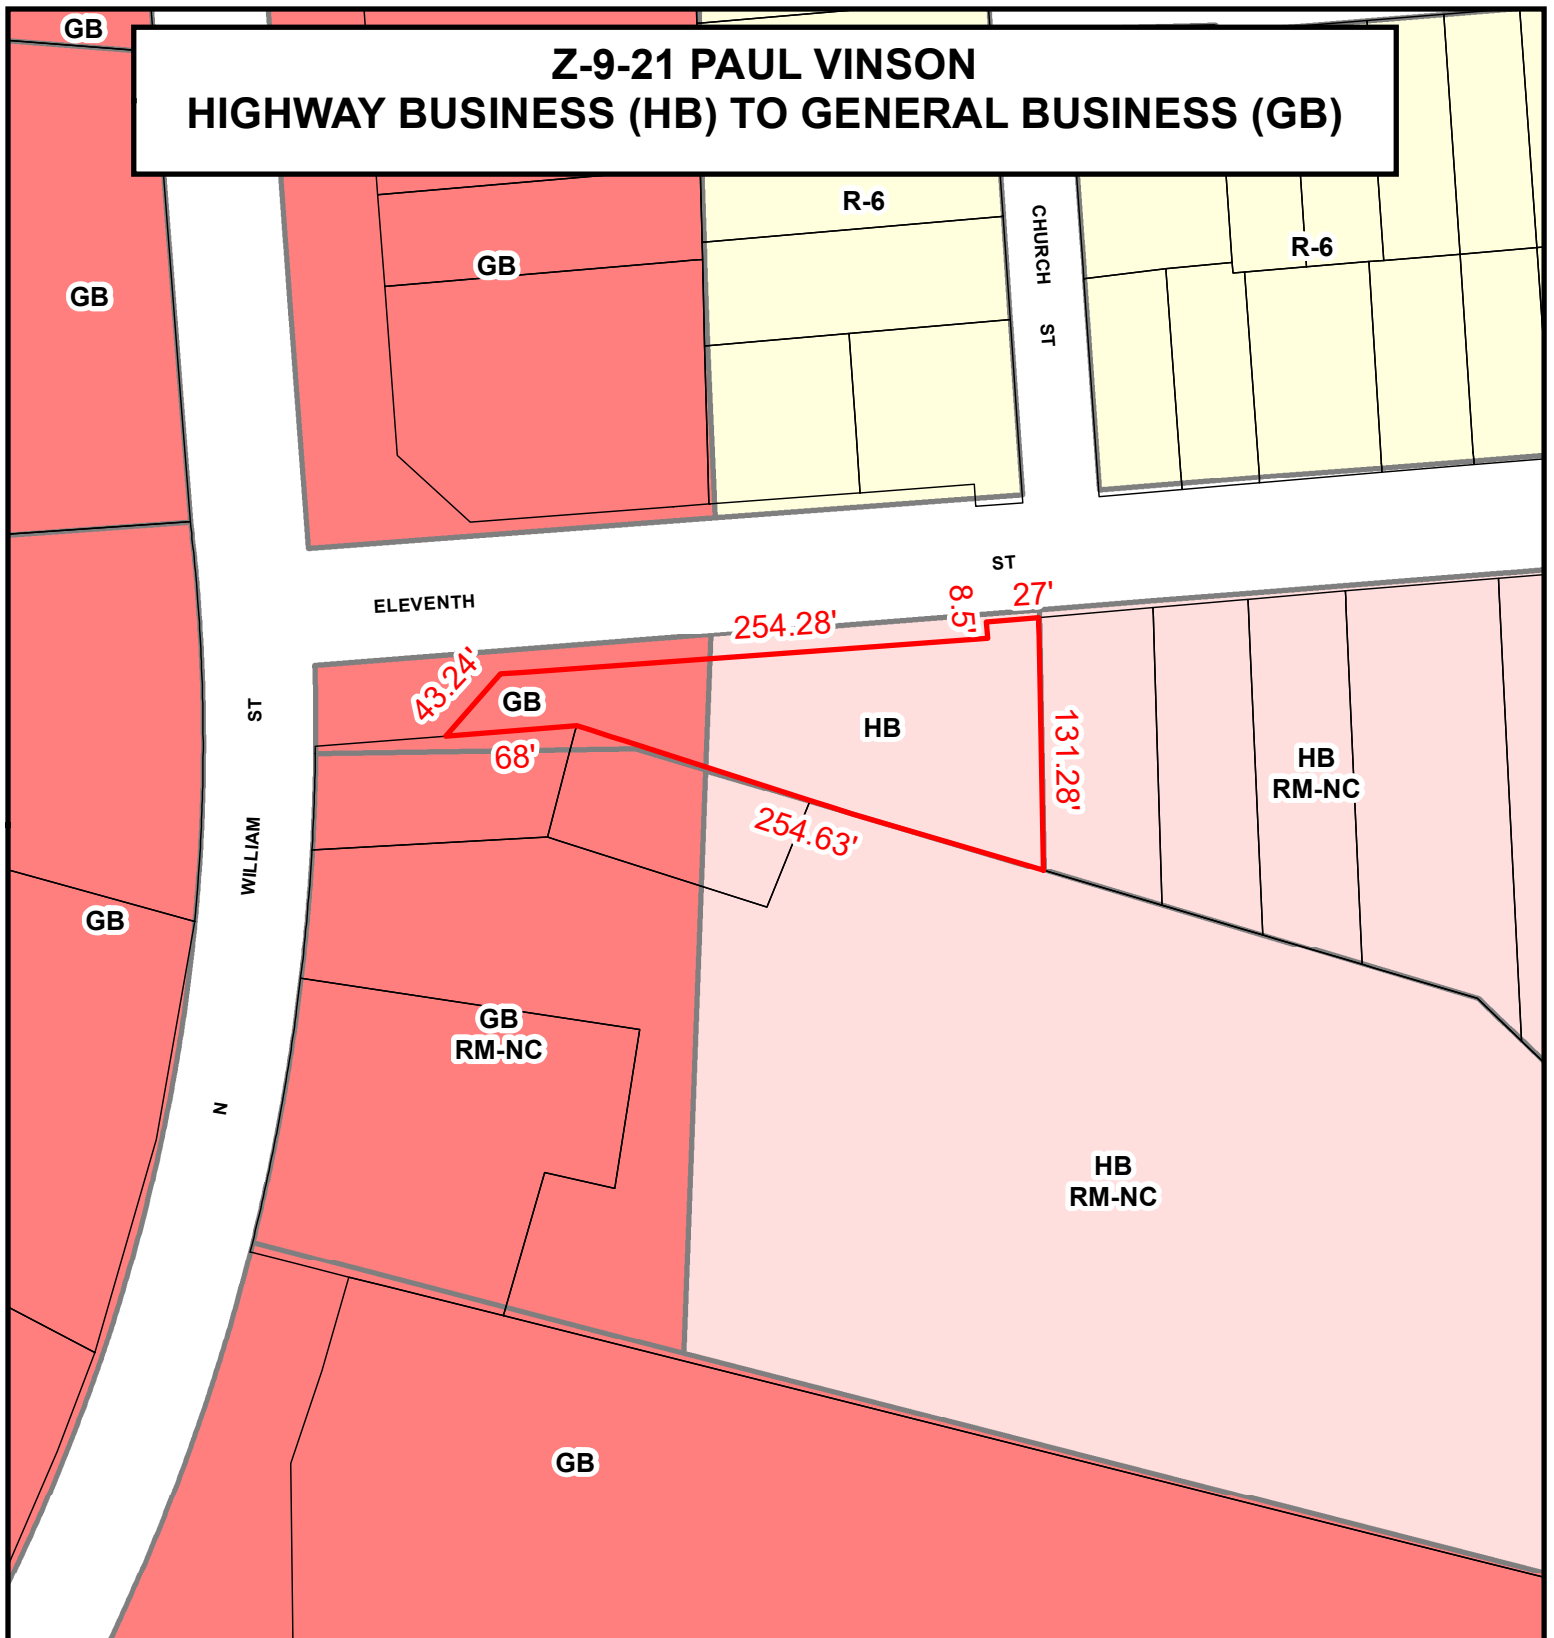 GB
Z-9-21 PAUL VINSON
HIGHWAY BUSINESS (HB) TO GENERAL BUSINESS (GB)
R-6
CHURCH ST
R-6
GB
GB
ELEVENTH ST
8.5'
27'
254.28'
43.24'
GB
68'
HB
131.28'
254.63'
HB
RM-NC
N WILLIAM ST
GB
GB
RM-NC
HB
RM-NC
GB